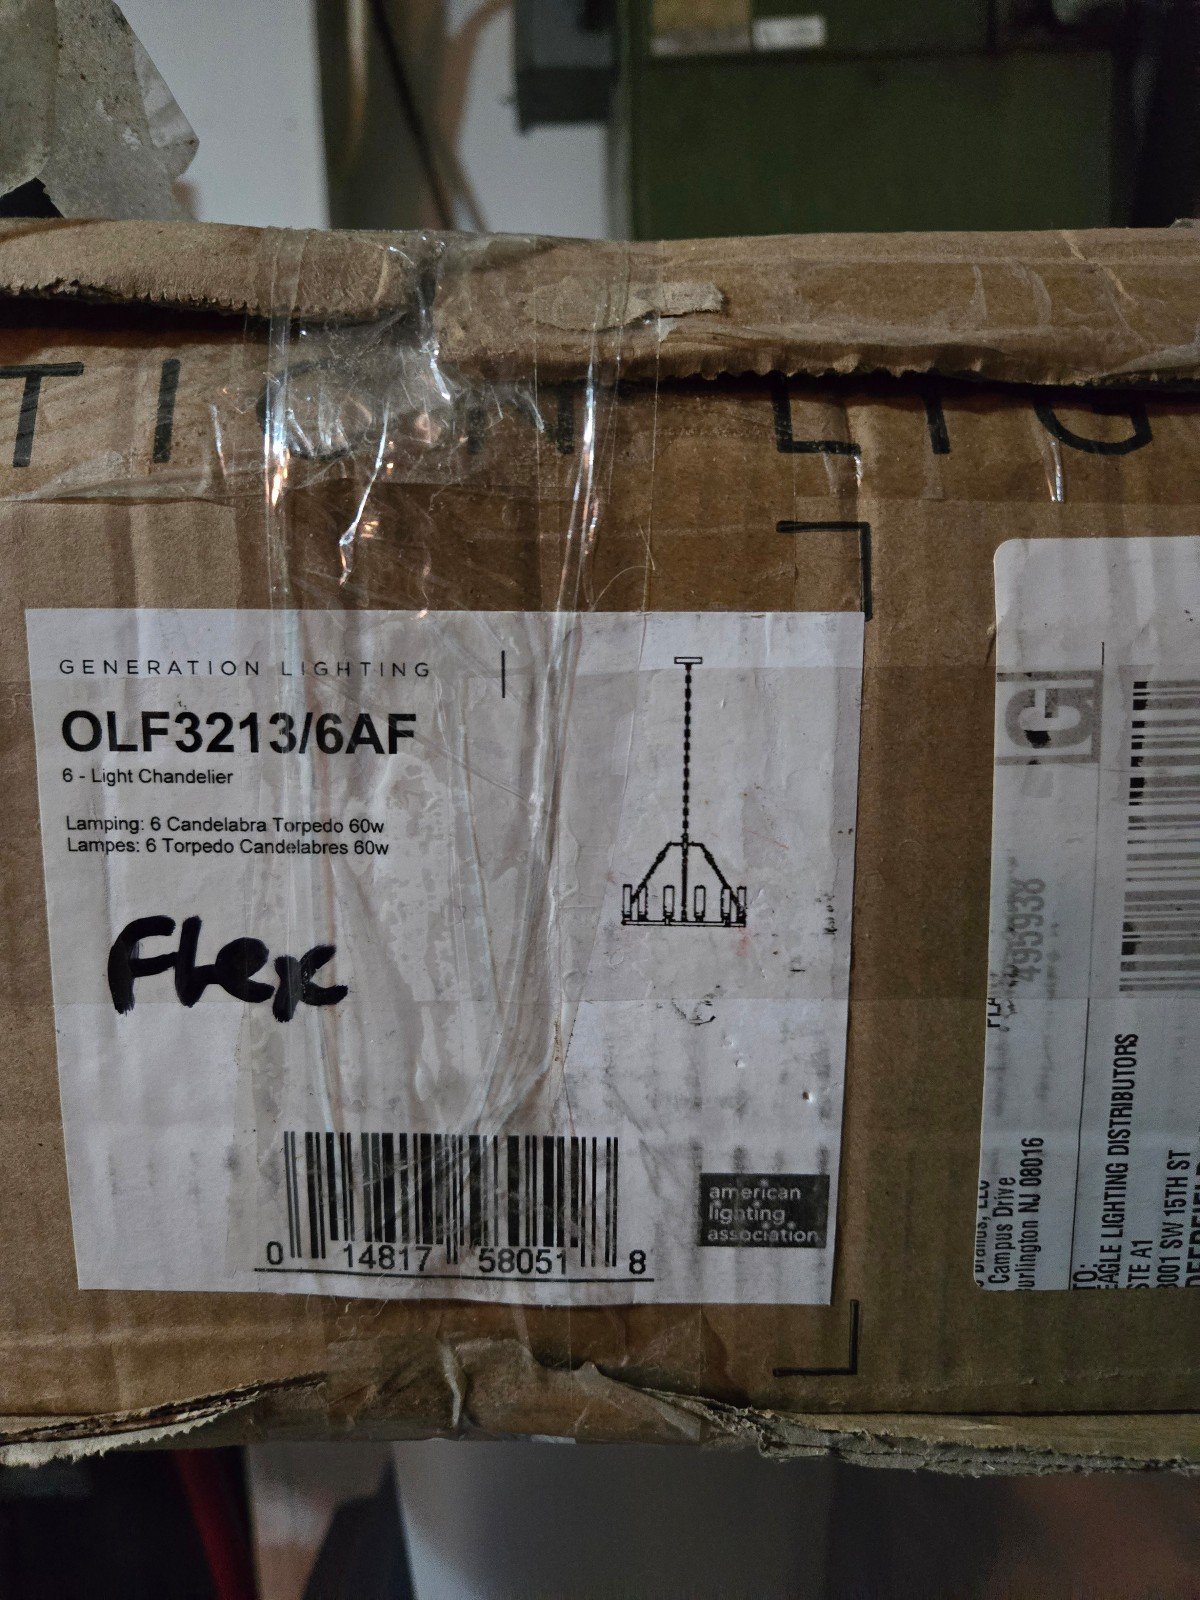 GENERATION LIGHTING
OLF3213/6AF
6 - Light Chandelier
Lamping: 6 Candelabra Torpedo 60w
Lampes: 6 Torpedo Candelabres 60w
Flex
0 14817 58051 8
american
lighting
association
LG
495938
Campus Drive
NJ 08016
TO:
EAGLE LIGHTING DISTRIBUTORS
STE A1
SW 15TH ST